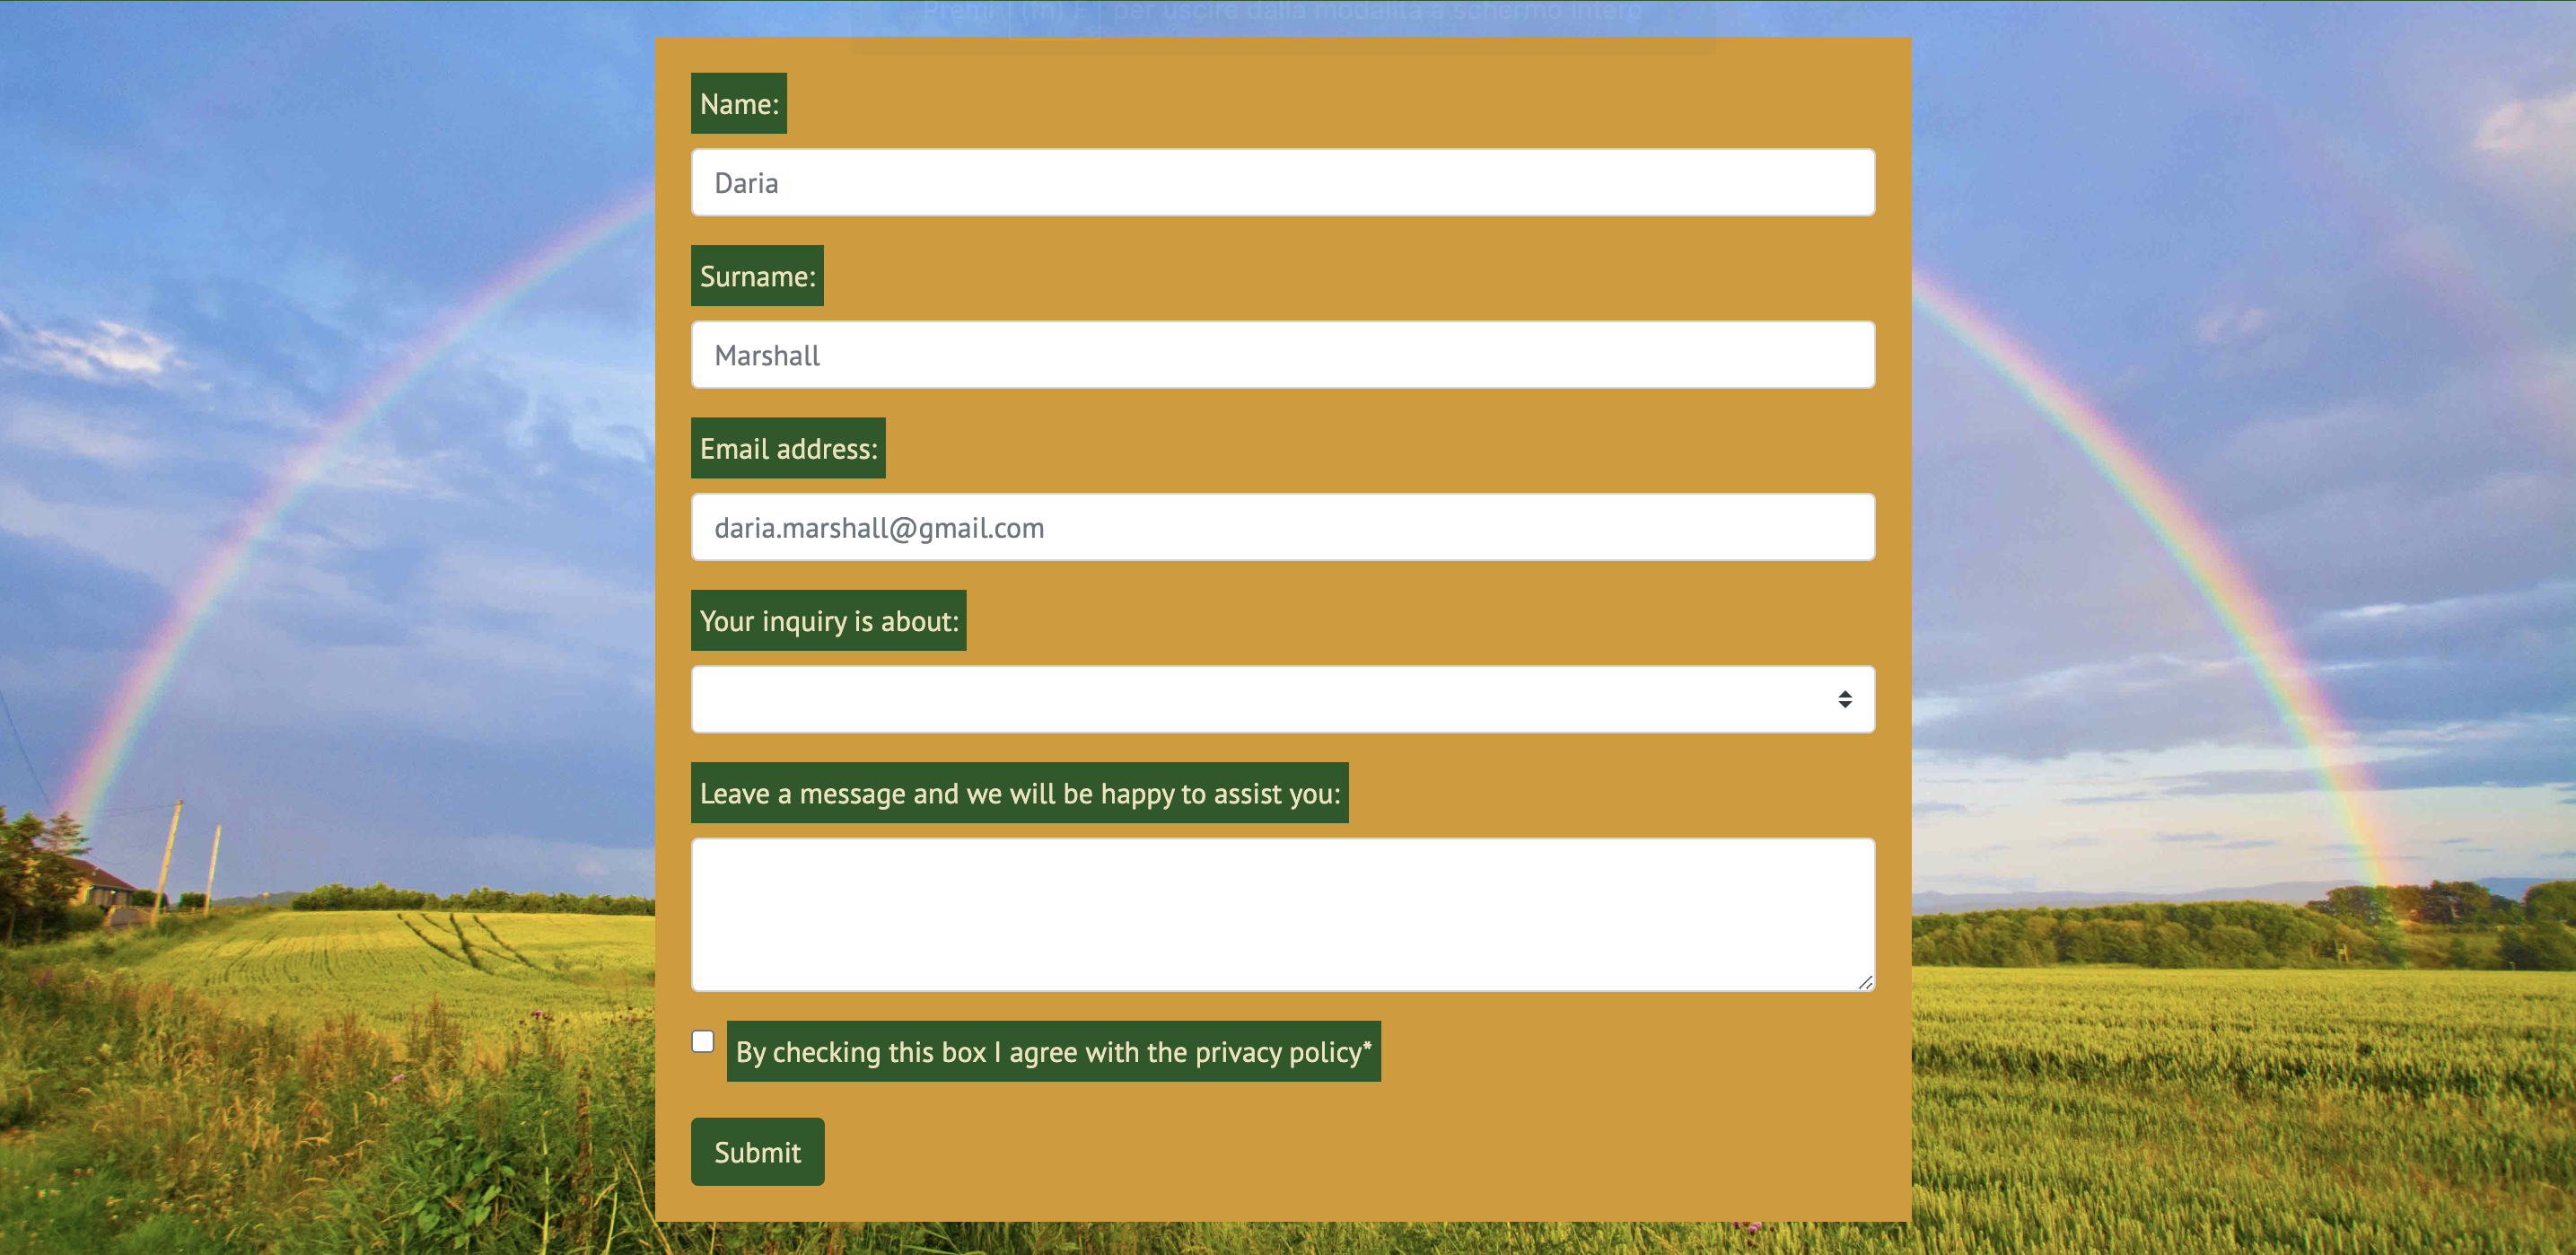 Premi (fn) F per uscire dalla modalità a schermo intero
Name:
Daria
Surname:
Marshall
Email address:
daria.marshall@gmail.com
Your inquiry is about:
Leave a message and we will be happy to assist you:
By checking this box I agree with the privacy policy*
Submit